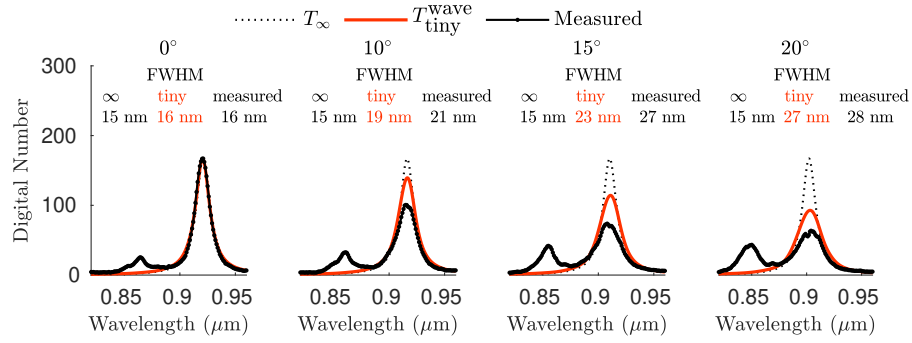 T∞ T wave tiny Measured
0° 10° 15° 20°
300
FWHM FWHM FWHM FWHM
∞ tiny measured ∞ tiny measured ∞ tiny measured ∞ tiny measured
15 nm 16 nm 16 nm 15 nm 19 nm 21 nm 15 nm 23 nm 27 nm 15 nm 27 nm 28 nm
200
Digital Number
100
0
0.85 0.9 0.95 0.85 0.9 0.95 0.85 0.9 0.95 0.85 0.9 0.95
Wavelength (μm) Wavelength (μm) Wavelength (μm) Wavelength (μm)